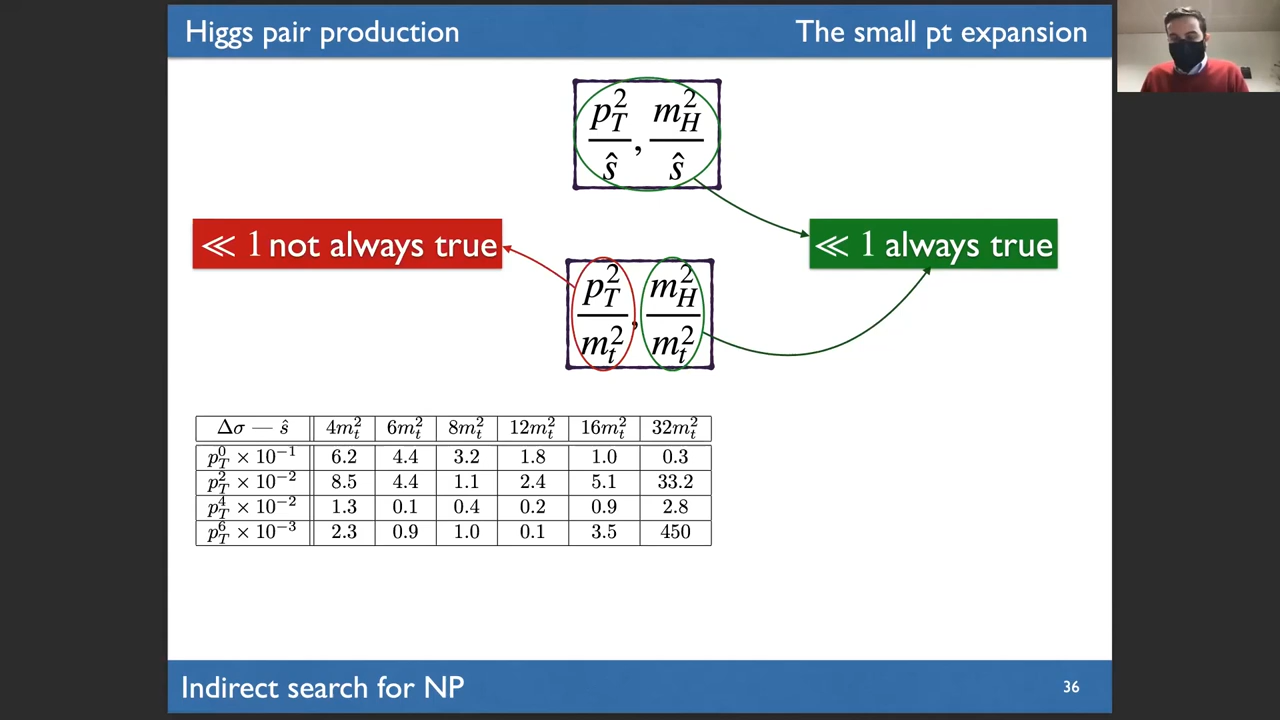 Higgs pair production
The small pt expansion
p_T^2/ŝ, m_H^2/ŝ
≪ 1 not always true
≪ 1 always true
p_T^2/m_t^2, m_H^2/m_t^2
Δσ — ŝ 4m_t^2 6m_t^2 8m_t^2 12m_t^2 16m_t^2 32m_t^2
p_T^0 × 10^−1 6.2 4.4 3.2 1.8 1.0 0.3
p_T^2 × 10^−2 8.5 4.4 1.1 2.4 5.1 33.2
p_T^4 × 10^−2 1.3 0.1 0.4 0.2 0.9 2.8
p_T^6 × 10^−3 2.3 0.9 1.0 0.1 3.5 450
Indirect search for NP
36